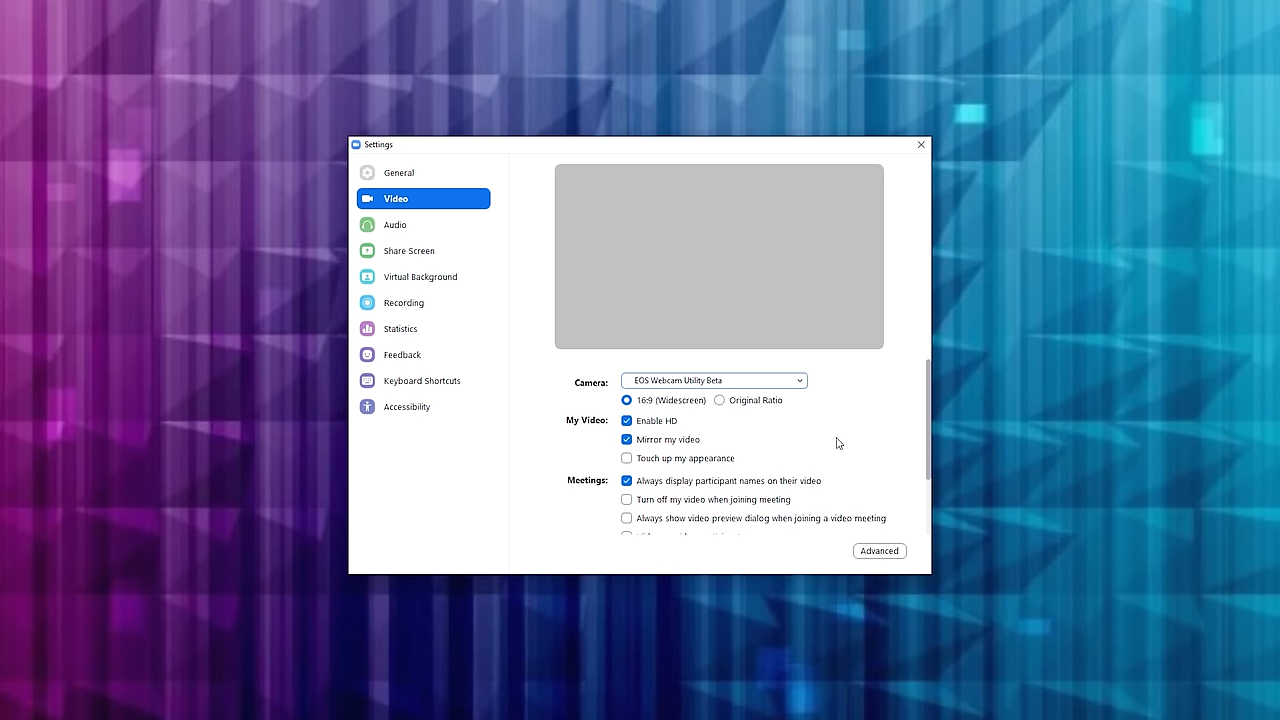 Settings
General
Video
Audio
Share Screen
Virtual Background
Recording
Statistics
Feedback
Keyboard Shortcuts
Accessibility
Camera: EOS Webcam Utility Beta
16:9 (Widescreen) Original Ratio
My Video: Enable HD
Mirror my video
Touch up my appearance
Meetings: Always display participant names on their video
Turn off my video when joining meeting
Always show video preview dialog when joining a video meeting
Advanced